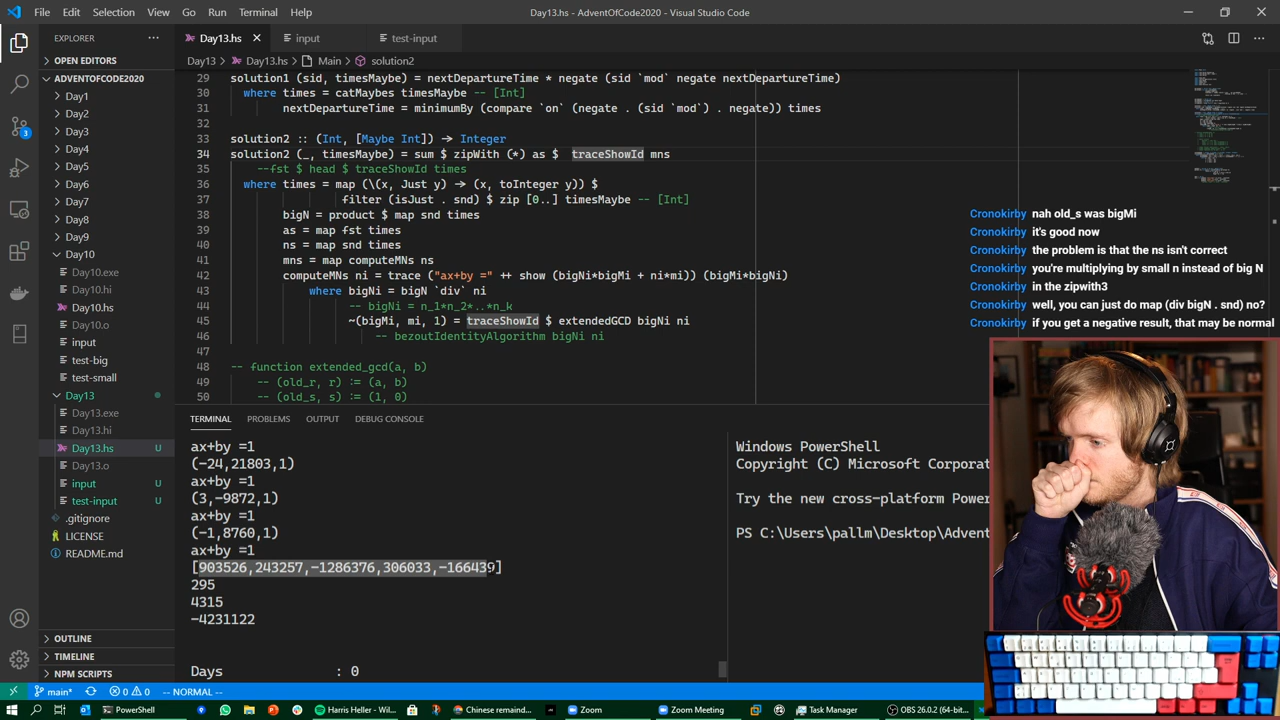 File Edit Selection View Go Run Terminal Help
Day13.hs - AdventOfCode2020 - Visual Studio Code
EXPLORER
Day13.hs
input
test-input
OPEN EDITORS
Day13 > Day13.hs > Main > solution2
ADVENTOFCODE2020
Day1
Day2
Day3
Day4
Day5
Day6
Day7
Day8
Day9
Day10
Day10.exe
Day10.hi
Day10.hs
Day10.o
input
test-big
test-small
Day13
Day13.exe
Day13.hi
Day13.hs U
Day13.o
input U
test-input U
.gitignore
LICENSE
README.md
OUTLINE
TIMELINE
NPM SCRIPTS
3
29 solution1 (sid, timesMaybe) = nextDepartureTime * negate (sid `mod` negate nextDepartureTime)
30 where times = catMaybes timesMaybe -- [Int]
31 nextDepartureTime = minimumBy (compare `on` (negate . (sid `mod`) . negate)) times
32
33 solution2 :: (Int, [Maybe Int]) -> Integer
34 solution2 (_, timesMaybe) = sum $ zipWith (*) as $ traceShowId mns
35 --fst $ head $ traceShowId times
36 where times = map (\(x, Just y) -> (x, toInteger y)) $
37 filter (isJust . snd) $ zip [0..] timesMaybe -- [Int]
38 bigN = product $ map snd times
39 as = map fst times
40 ns = map snd times
41 mns = map computeMNs ns
42 computeMNs ni = trace ("ax+by =" ++ show (bigNi*bigMi + ni*mi)) (bigMi*bigNi)
43 where bigNi = bigN `div` ni
44 -- bigNi = n_1*n_2*..*n_k
45 ~(bigMi, mi, 1) = traceShowId $ extendedGCD bigNi ni
46 -- bezoutIdentityAlgorithm bigNi ni
47
48 -- function extended_gcd(a, b)
49 -- (old_r, r) := (a, b)
50 -- (old_s, s) := (1, 0)
Cronokirby nah old_s was bigMi
Cronokirby it's good now
Cronokirby the problem is that the ns isn't correct
Cronokirby you're multiplying by small n instead of big N
Cronokirby in the zipwith3
Cronokirby well, you can just do map (div bigN . snd) no?
Cronokirby if you get a negative result, that may be normal
TERMINAL PROBLEMS OUTPUT DEBUG CONSOLE
ax+by =1
(-24,21803,1)
ax+by =1
(3,-9872,1)
ax+by =1
(-1,8760,1)
ax+by =1
[903526,243257,-1286376,306033,-166439]
295
4315
-4231122
Days : 0
Windows PowerShell
Copyright (C) Microsoft Corporat
Try the new cross-platform Power
PS C:\Users\pallm\Desktop\Advent
main* 0 0 -- NORMAL --
PowerShell
Harris Heller - Wil...
Chinese remaind...
Zoom
Zoom Meeting
Task Manager
OBS 26.0.2 (64-bit...